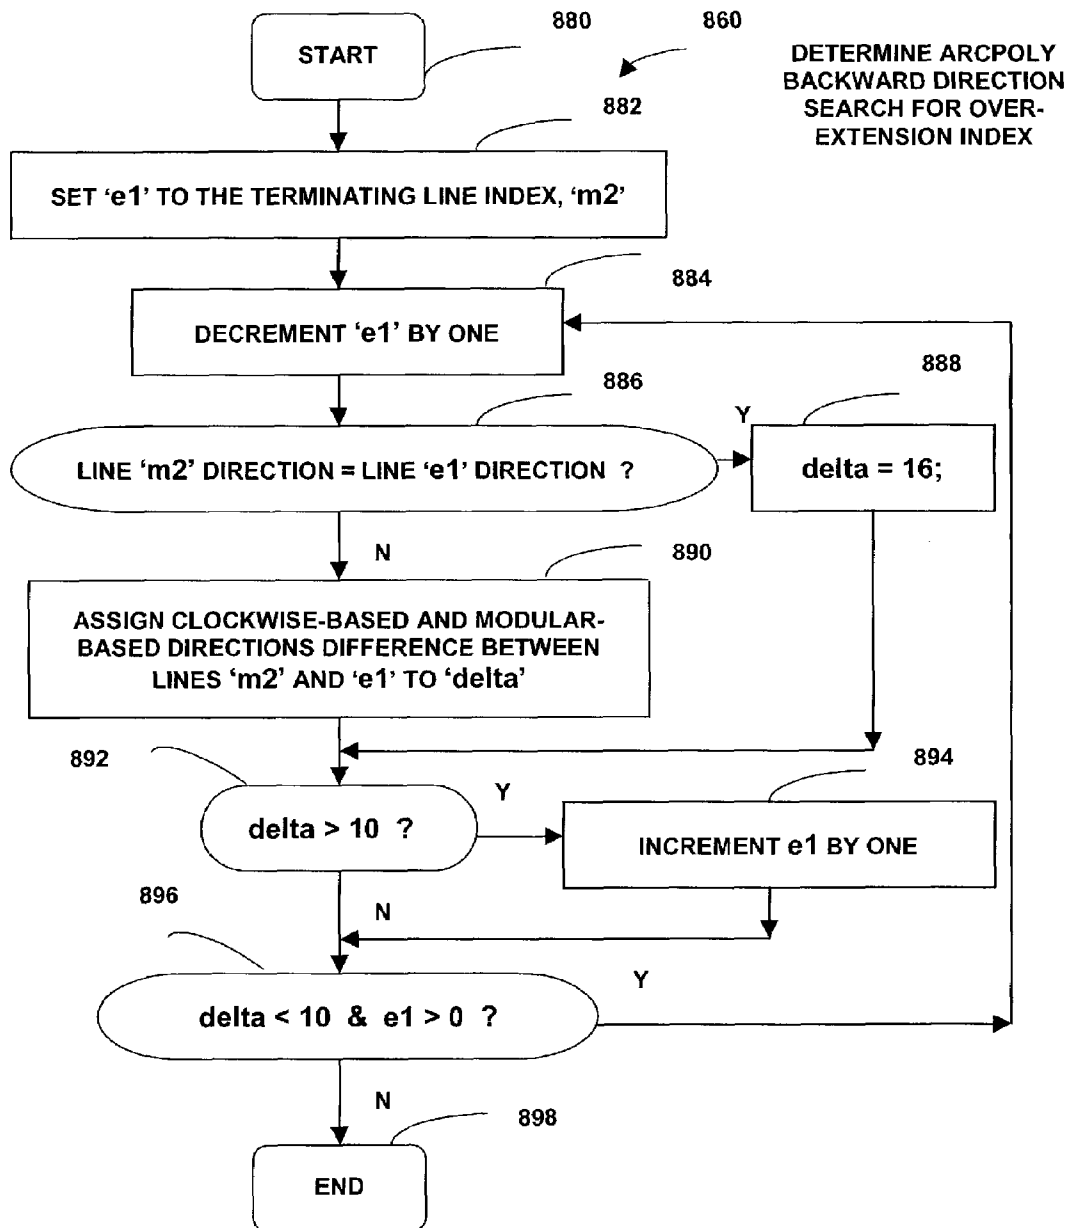 880
860
START
DETERMINE ARCPOLY
BACKWARD DIRECTION
SEARCH FOR OVER-
EXTENSION INDEX
882
SET ‘e1’ TO THE TERMINATING LINE INDEX, ‘m2’
884
DECREMENT ‘e1’ BY ONE
886
888
Y
LINE ‘m2’ DIRECTION = LINE ‘e1’ DIRECTION ?
delta = 16;
N
890
ASSIGN CLOCKWISE-BASED AND MODULAR-
BASED DIRECTIONS DIFFERENCE BETWEEN
LINES ‘m2’ AND ‘e1’ TO ‘delta’
892
894
Y
delta > 10 ?
INCREMENT e1 BY ONE
896
N
Y
delta < 10 & e1 > 0 ?
N
898
END